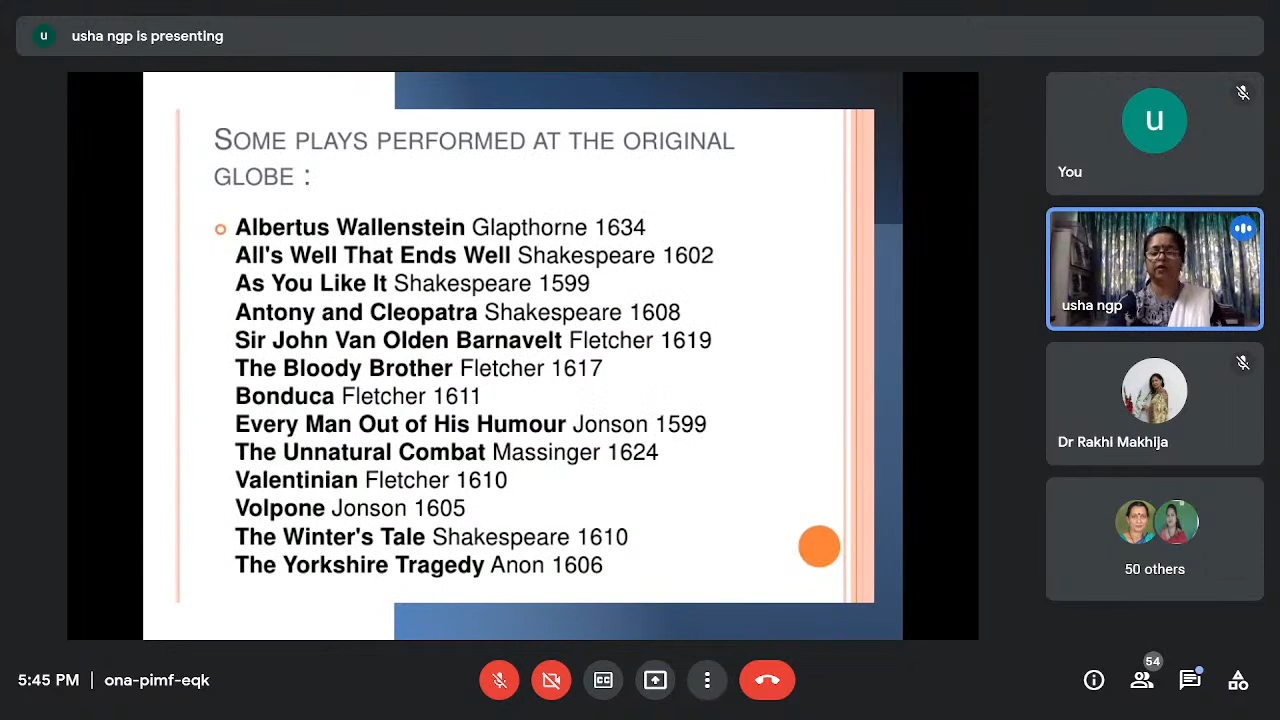 u usha ngp is presenting
SOME PLAYS PERFORMED AT THE ORIGINAL
GLOBE :
Albertus Wallenstein Glapthorne 1634
All's Well That Ends Well Shakespeare 1602
As You Like It Shakespeare 1599
Antony and Cleopatra Shakespeare 1608
Sir John Van Olden Barnavelt Fletcher 1619
The Bloody Brother Fletcher 1617
Bonduca Fletcher 1611
Every Man Out of His Humour Jonson 1599
The Unnatural Combat Massinger 1624
Valentinian Fletcher 1610
Volpone Jonson 1605
The Winter's Tale Shakespeare 1610
The Yorkshire Tragedy Anon 1606
u
You
usha ngp
Dr Rakhi Makhija
50 others
5:45 PM | ona-pimf-eqk
CC
54